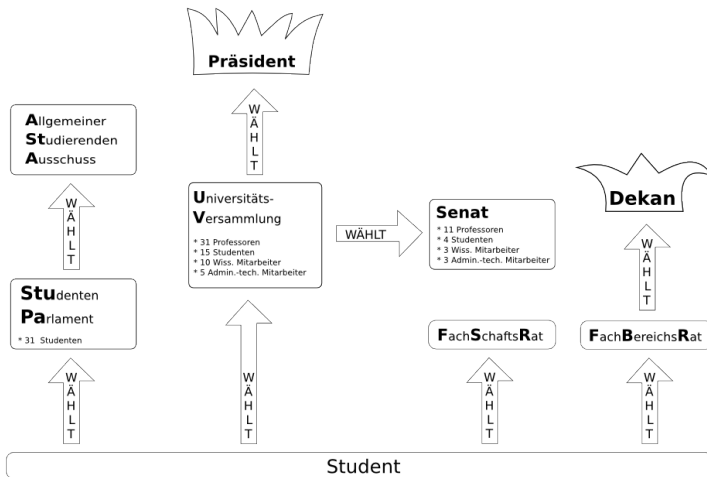 Präsident
WÄHLT
Allgemeiner
Studierenden
Ausschuss
WÄHLT
Universitäts-
Versammlung
* 31 Professoren
* 15 Studenten
* 10 Wiss. Mitarbeiter
* 5 Admin.-tech. Mitarbeiter
WÄHLT
Senat
* 11 Professoren
* 4 Studenten
* 3 Wiss. Mitarbeiter
* 3 Admin.-tech. Mitarbeiter
Dekan
WÄHLT
Studenten
Parlament
* 31 Studenten
FachSchaftsRat
FachBereichsRat
WÄHLT
WÄHLT
WÄHLT
WÄHLT
Student